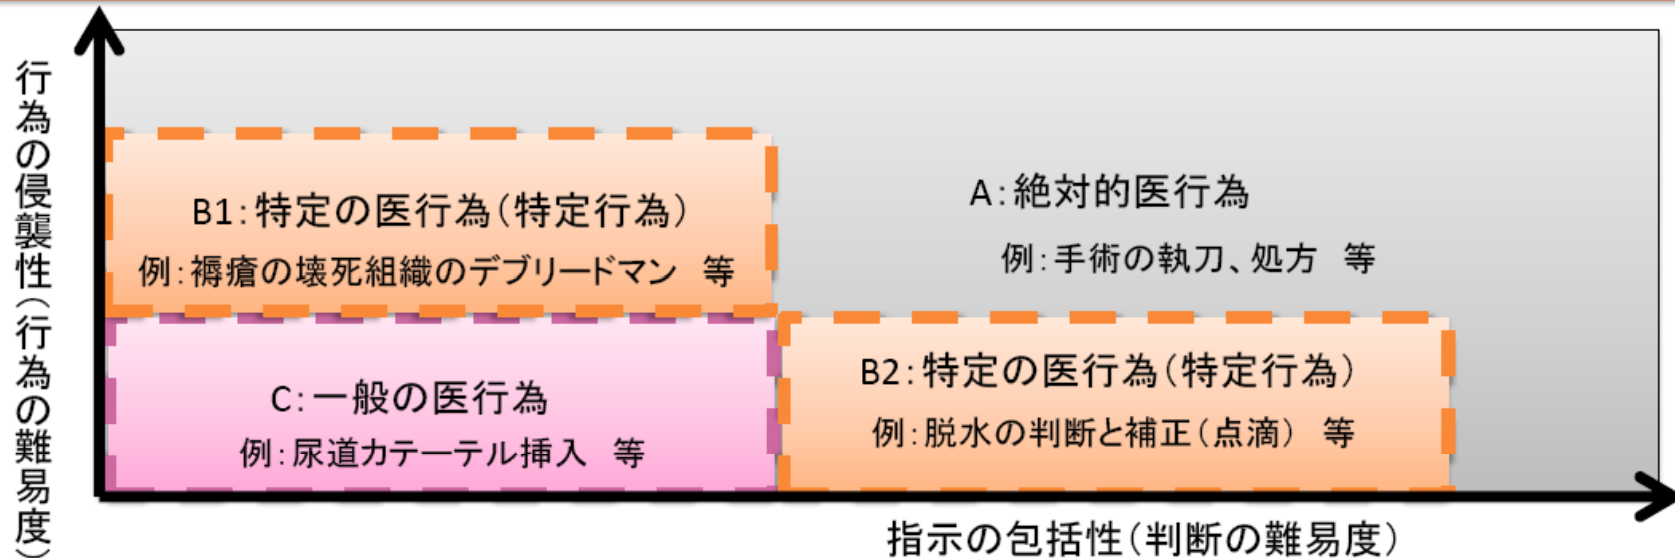 行為の侵襲性(行為の難易度)
B1:特定の医行為(特定行為)
例:褥瘡の壊死組織のデブリードマン 等
A:絶対的医行為
例:手術の執刀、処方 等
C:一般の医行為
例:尿道カテーテル挿入 等
B2:特定の医行為(特定行為)
例:脱水の判断と補正(点滴) 等
指示の包括性(判断の難易度)